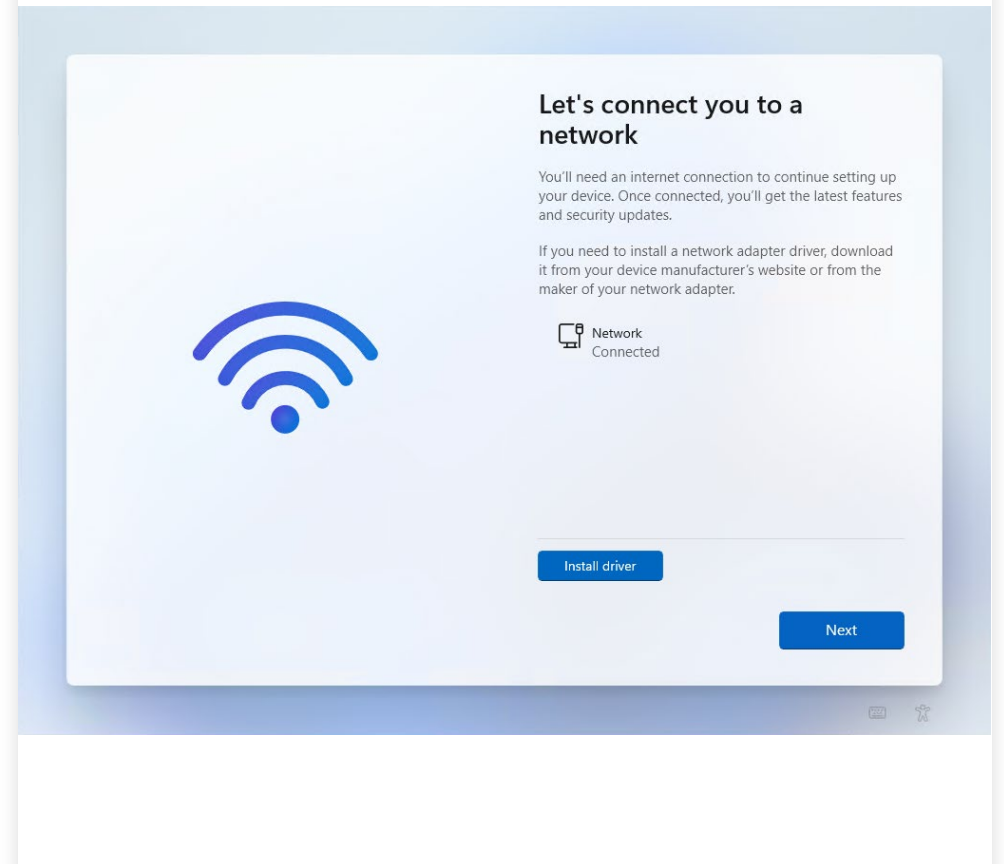 Let's connect you to a
network
You'll need an internet connection to continue setting up
your device. Once connected, you'll get the latest features
and security updates.
If you need to install a network adapter driver, download
it from your device manufacturer's website or from the
maker of your network adapter.
Network
Connected
Install driver
Next